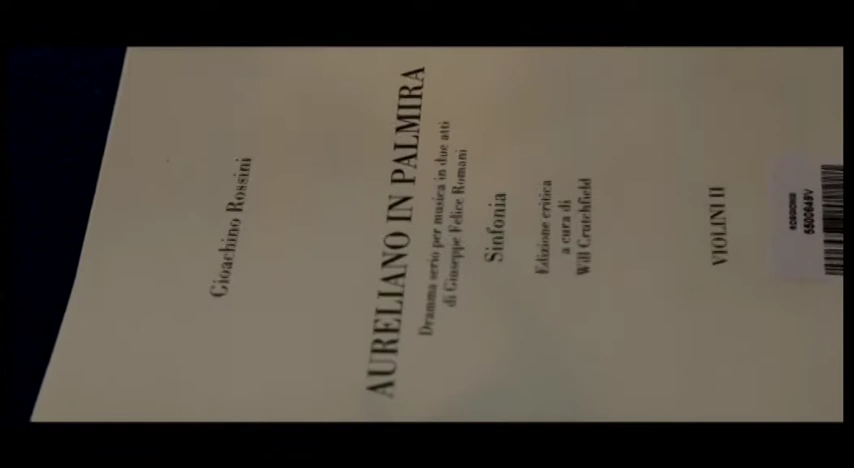 Gioachino Rossini
AURELIANO IN PALMIRA
Dramma serio per musica in due atti
di Giuseppe Felice Romani
Sinfonia
Edizione critica
a cura di
Will Crutchfield
VIOLINI II